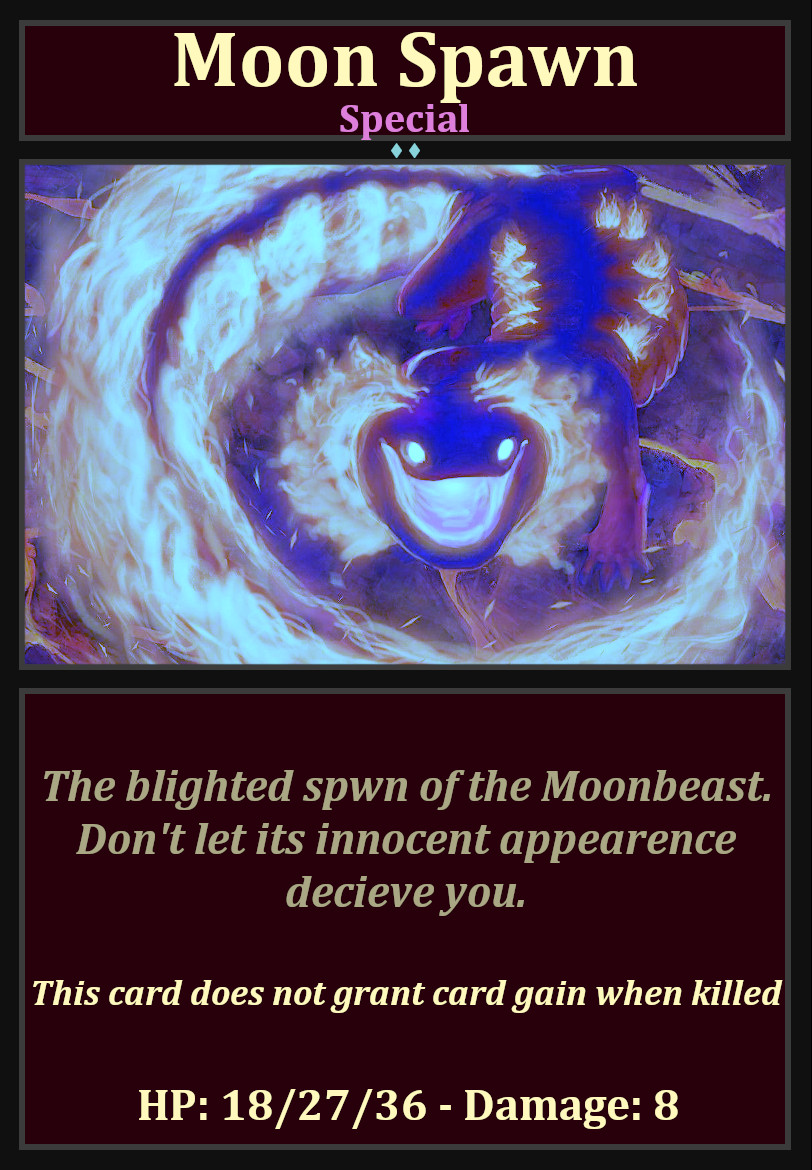 Moon Spawn
Special
The blighted spwn of the Moonbeast.
Don't let its innocent appearence
decieve you.
This card does not grant card gain when killed
HP: 18/27/36 - Damage: 8